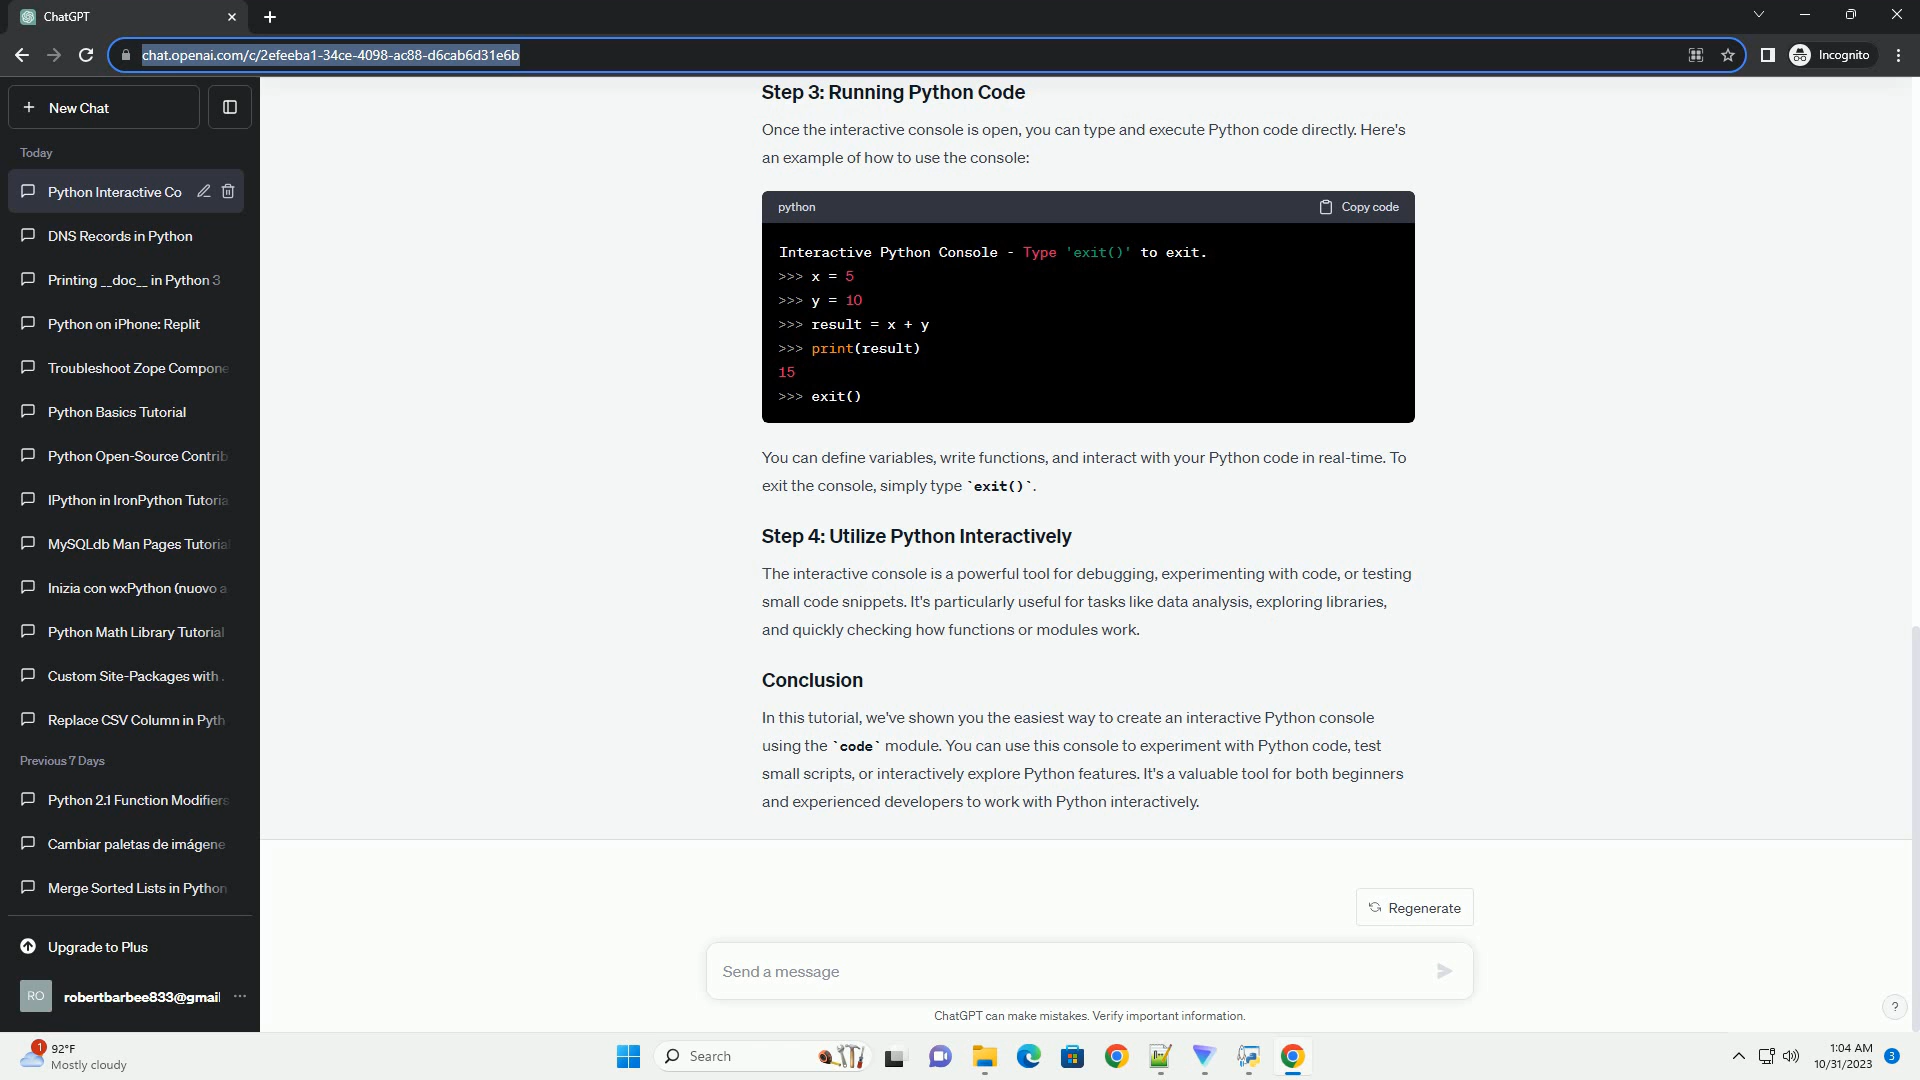 ChatGPT
chat.openai.com/c/2efeeba1-34ce-4098-ac88-d6cab6d31e6b
Incognito
New Chat
Today
Python Interactive Co
DNS Records in Python
Printing __doc__ in Python 3
Python on iPhone: Replit
Troubleshoot Zope Compone
Python Basics Tutorial
Python Open-Source Contrib
IPython in IronPython Tutoria
MySQLdb Man Pages Tutorial
Inizia con wxPython (nuovo a
Python Math Library Tutorial
Custom Site-Packages with .
Replace CSV Column in Pyth
Previous 7 Days
Python 2.1 Function Modifiers
Cambiar paletas de imágene
Merge Sorted Lists in Python
Upgrade to Plus
RO
robertbarbee833@gmail
Step 3: Running Python Code
Once the interactive console is open, you can type and execute Python code directly. Here's
an example of how to use the console:
python
Copy code
Interactive Python Console - Type 'exit()' to exit.
>>> x = 5
>>> y = 10
>>> result = x + y
>>> print(result)
15
>>> exit()
You can define variables, write functions, and interact with your Python code in real-time. To
exit the console, simply type `exit()`.
Step 4: Utilize Python Interactively
The interactive console is a powerful tool for debugging, experimenting with code, or testing
small code snippets. It's particularly useful for tasks like data analysis, exploring libraries,
and quickly checking how functions or modules work.
Conclusion
In this tutorial, we've shown you the easiest way to create an interactive Python console
using the `code` module. You can use this console to experiment with Python code, test
small scripts, or interactively explore Python features. It's a valuable tool for both beginners
and experienced developers to work with Python interactively.
Regenerate
Send a message
ChatGPT can make mistakes. Verify important information.
?
1
92°F
Mostly cloudy
Search
1:04 AM
10/31/2023
3